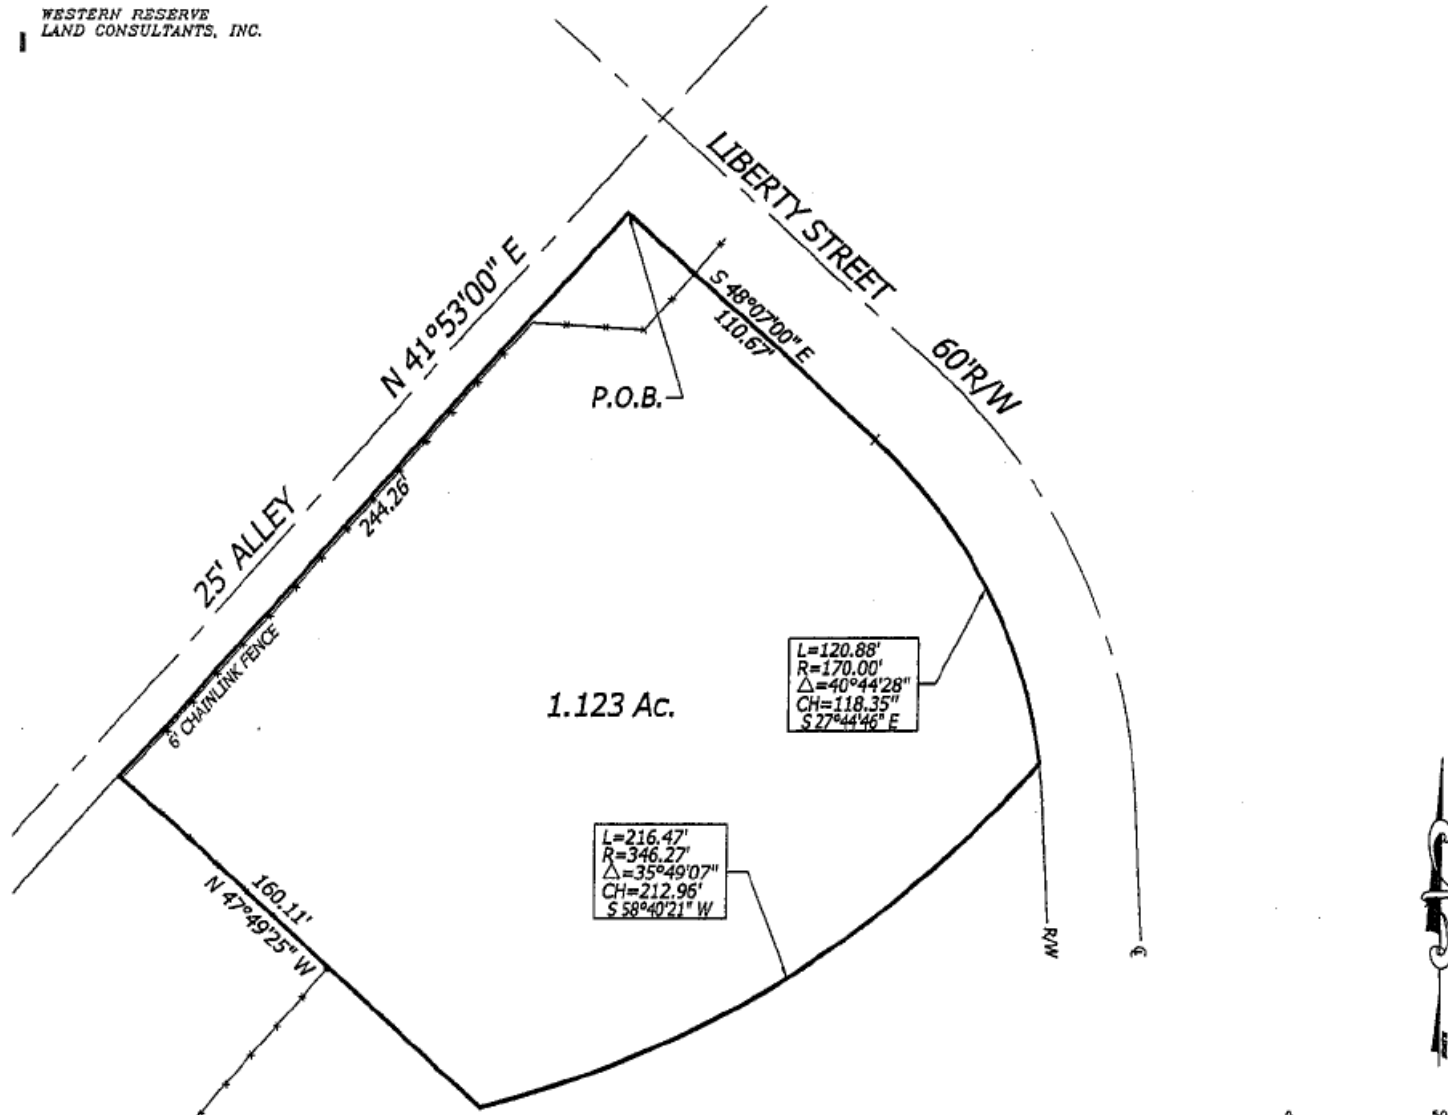 WESTERN RESERVE
LAND CONSULTANTS, INC.
LIBERTY STREET
60'R/W
N 41°53'00" E
25' ALLEY
S 48°07'00" E
110.67'
P.O.B.
244.26'
6' CHAINLINK FENCE
1.123 Ac.
L=120.88'
R=170.00'
△=40°44'28"
CH=118.35"
S 27°44'46" E
L=216.47'
R=346.27'
△=35°49'07"
CH=212.96'
S 58°40'21" W
160.11'
N 47°49'25" W
R/W
℄